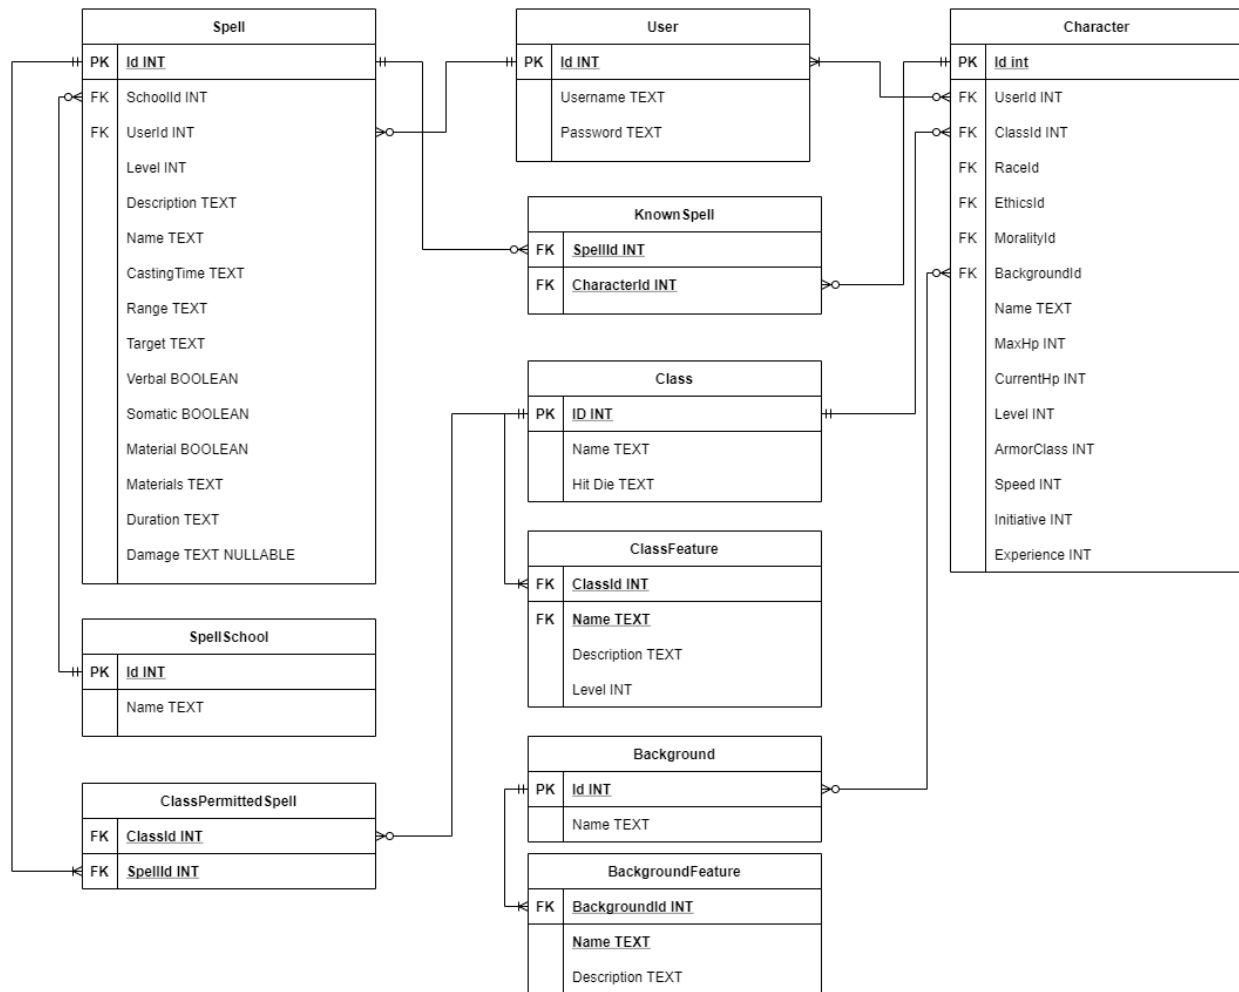 Spell
PK Id INT
FK SchoolId INT
FK UserId INT
Level INT
Description TEXT
Name TEXT
CastingTime TEXT
Range TEXT
Target TEXT
Verbal BOOLEAN
Somatic BOOLEAN
Material BOOLEAN
Materials TEXT
Duration TEXT
Damage TEXT NULLABLE
SpellSchool
PK Id INT
Name TEXT
ClassPermittedSpell
FK ClassId INT
FK SpellId INT
User
PK Id INT
Username TEXT
Password TEXT
KnownSpell
FK SpellId INT
FK CharacterId INT
Class
PK ID INT
Name TEXT
Hit Die TEXT
ClassFeature
FK ClassId INT
FK Name TEXT
Description TEXT
Level INT
Background
PK Id INT
Name TEXT
BackgroundFeature
FK BackgroundId INT
Name TEXT
Description TEXT
Character
PK Id int
FK UserId INT
FK ClassId INT
FK RaceId
FK EthicsId
FK MoralityId
FK BackgroundId
Name TEXT
MaxHp INT
CurrentHp INT
Level INT
ArmorClass INT
Speed INT
Initiative INT
Experience INT